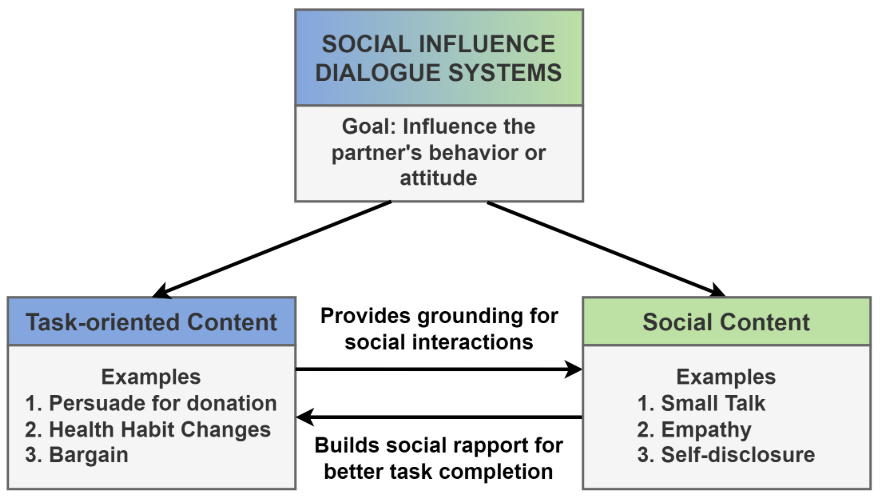 SOCIAL INFLUENCE
DIALOGUE SYSTEMS
Goal: Influence the
partner's behavior or
attitude
Task-oriented Content
Examples
1. Persuade for donation
2. Health Habit Changes
3. Bargain
Provides grounding for
social interactions
Builds social rapport for
better task completion
Social Content
Examples
1. Small Talk
2. Empathy
3. Self-disclosure